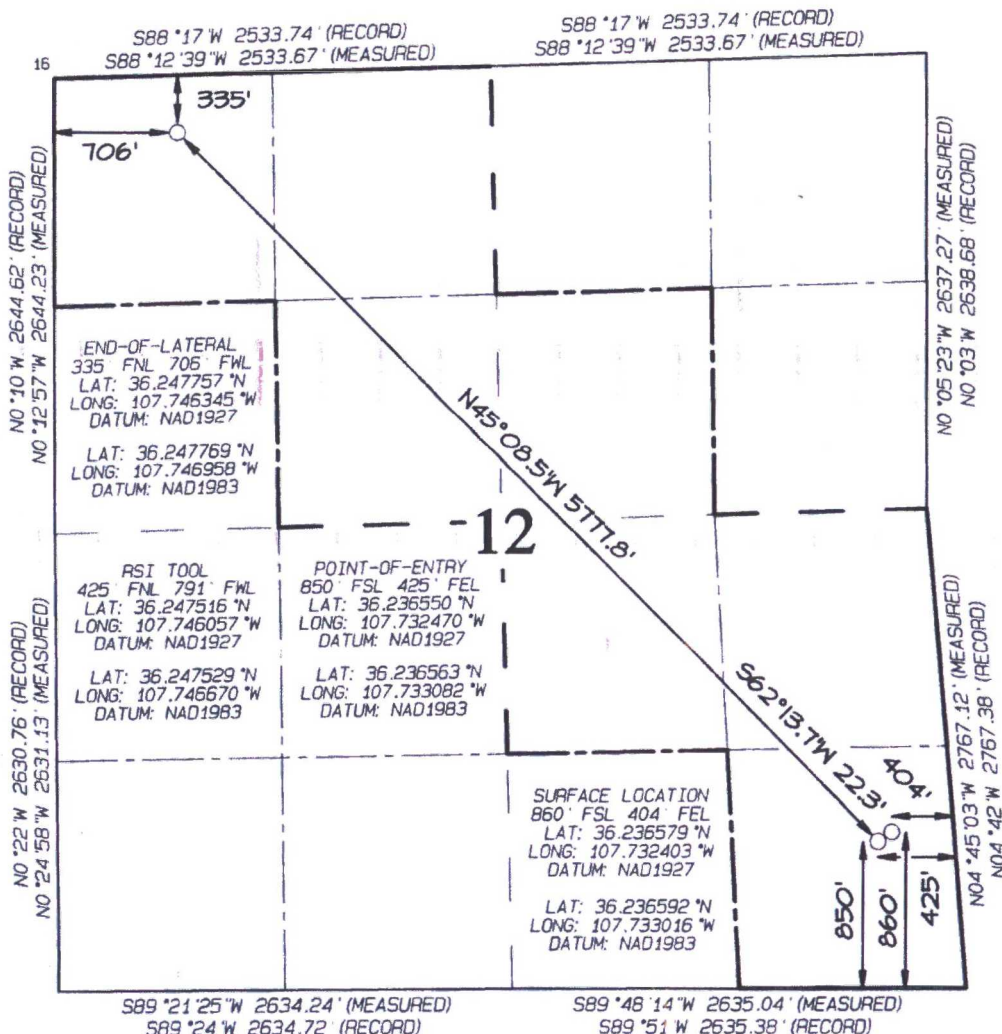 S88°17'W 2533.74' (RECORD)
S88°12'39"W 2533.67' (MEASURED)
S88°17'W 2533.74' (RECORD)
S88°12'39"W 2533.67' (MEASURED)
16
335'
706'
N0°10'W 2644.62' (RECORD)
N0°12'57"W 2644.23' (MEASURED)
N0°05'23"W 2637.27' (MEASURED)
N0°03'W 2638.68' (RECORD)
END-OF-LATERAL
335' FNL 706' FWL
LAT: 36.247757°N
LONG: 107.746345°W
DATUM: NAD1927
LAT: 36.247769°N
LONG: 107.746958°W
DATUM: NAD1983
N45°08.5'W 5777.8'
12
RSI TOOL
425' FNL 791' FWL
LAT: 36.247516°N
LONG: 107.746057°W
DATUM: NAD1927
LAT: 36.247529°N
LONG: 107.746670°W
DATUM: NAD1983
POINT-OF-ENTRY
850' FSL 425' FEL
LAT: 36.236550°N
LONG: 107.732470°W
DATUM: NAD1927
LAT: 36.236563°N
LONG: 107.733082°W
DATUM: NAD1983
N0°22'W 2630.76' (RECORD)
N0°24'58"W 2631.13' (MEASURED)
S62°13.7'W 22.3'
404'
N04°45'03"W 2767.12' (MEASURED)
N04°42'W 2767.38' (RECORD)
SURFACE LOCATION
860' FSL 404' FEL
LAT: 36.236579°N
LONG: 107.732403°W
DATUM: NAD1927
LAT: 36.236592°N
LONG: 107.733016°W
DATUM: NAD1983
850'
860'
425'
S89°21'25"W 2634.24' (MEASURED)
S89°24'W 2634.72' (RECORD)
S89°48'14"W 2635.04' (MEASURED)
S89°51'W 2635.38' (RECORD)